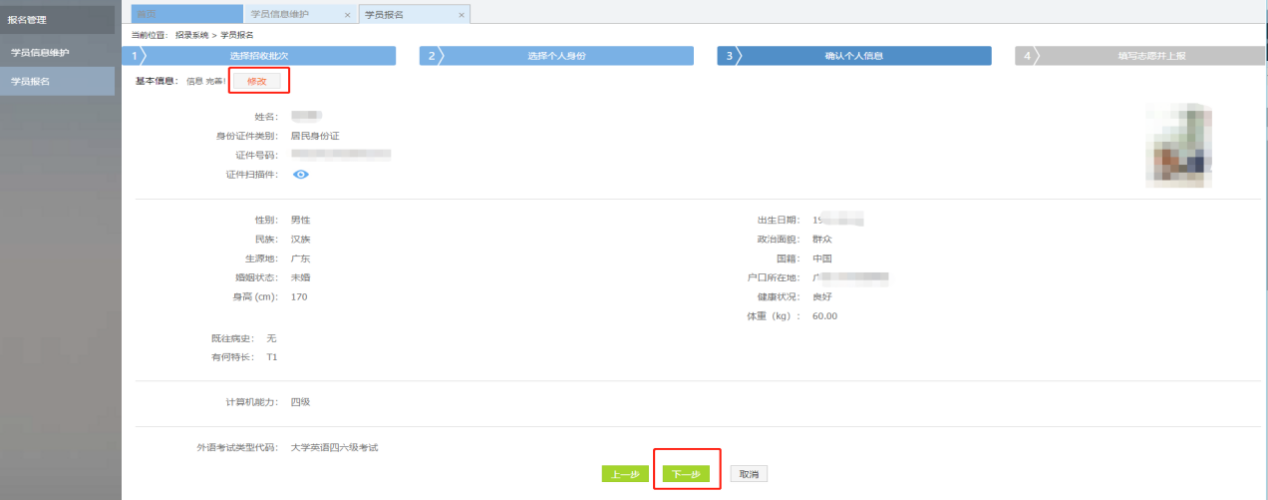 报名管理
学员信息维护
学员报名
首页
学员信息维护 ×
学员报名 ×
当前位置: 招录系统 > 学员报名
1 选择招收批次
2 选择个人身份
3 确认个人信息
4 填写志愿并上报
基本信息: 信息 完善! 修改
姓名:
身份证件类别: 居民身份证
证件号码:
证件扫描件:
性别: 男性
出生日期: 19
民族: 汉族
政治面貌: 群众
生源地: 广东
国籍: 中国
婚姻状态: 未婚
户口所在地:
身高 (cm): 170
健康状况: 良好
体重（kg）: 60.00
既往病史: 无
有何特长: T1
计算机能力: 四级
外语考试类型代码: 大学英语四六级考试
上一步 下一步 取消